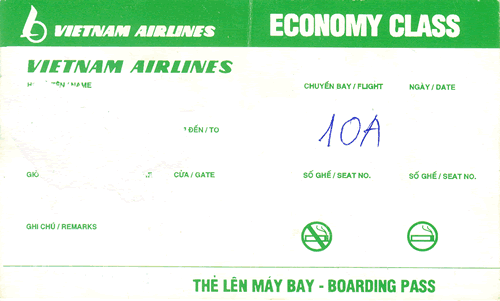 VIETNAM AIRLINES
ECONOMY CLASS
VIETNAM AIRLINES
NAME
CHUYẾN BAY / FLIGHT
NGÀY / DATE
10A
ĐẾN / TO
CỬA / GATE
SỐ GHẾ / SEAT NO.
SỐ GHẾ / SEAT NO.
GHI CHÚ / REMARKS
THẺ LÊN MÁY BAY - BOARDING PASS